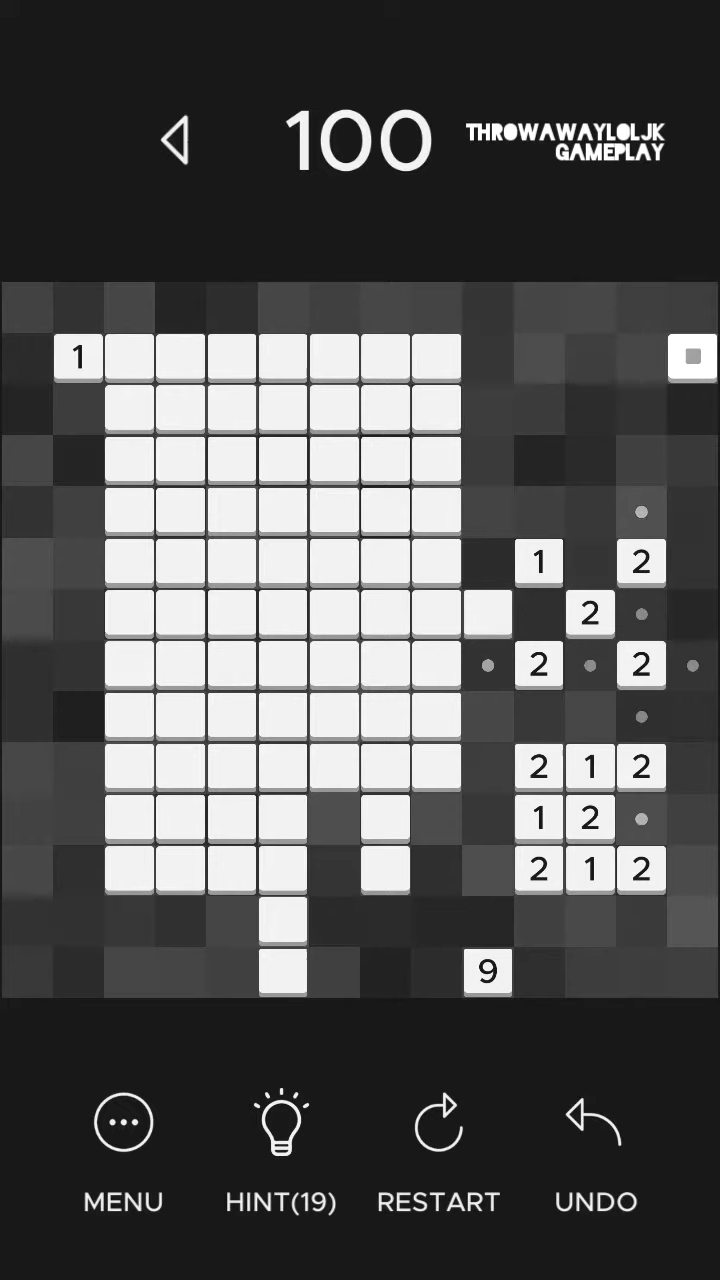 100
THROWAWAYLOLJK
GAMEPLAY
1
1 2
2
2 2
2 1 2
1 2
2 1 2
9
MENU HINT(19) RESTART UNDO